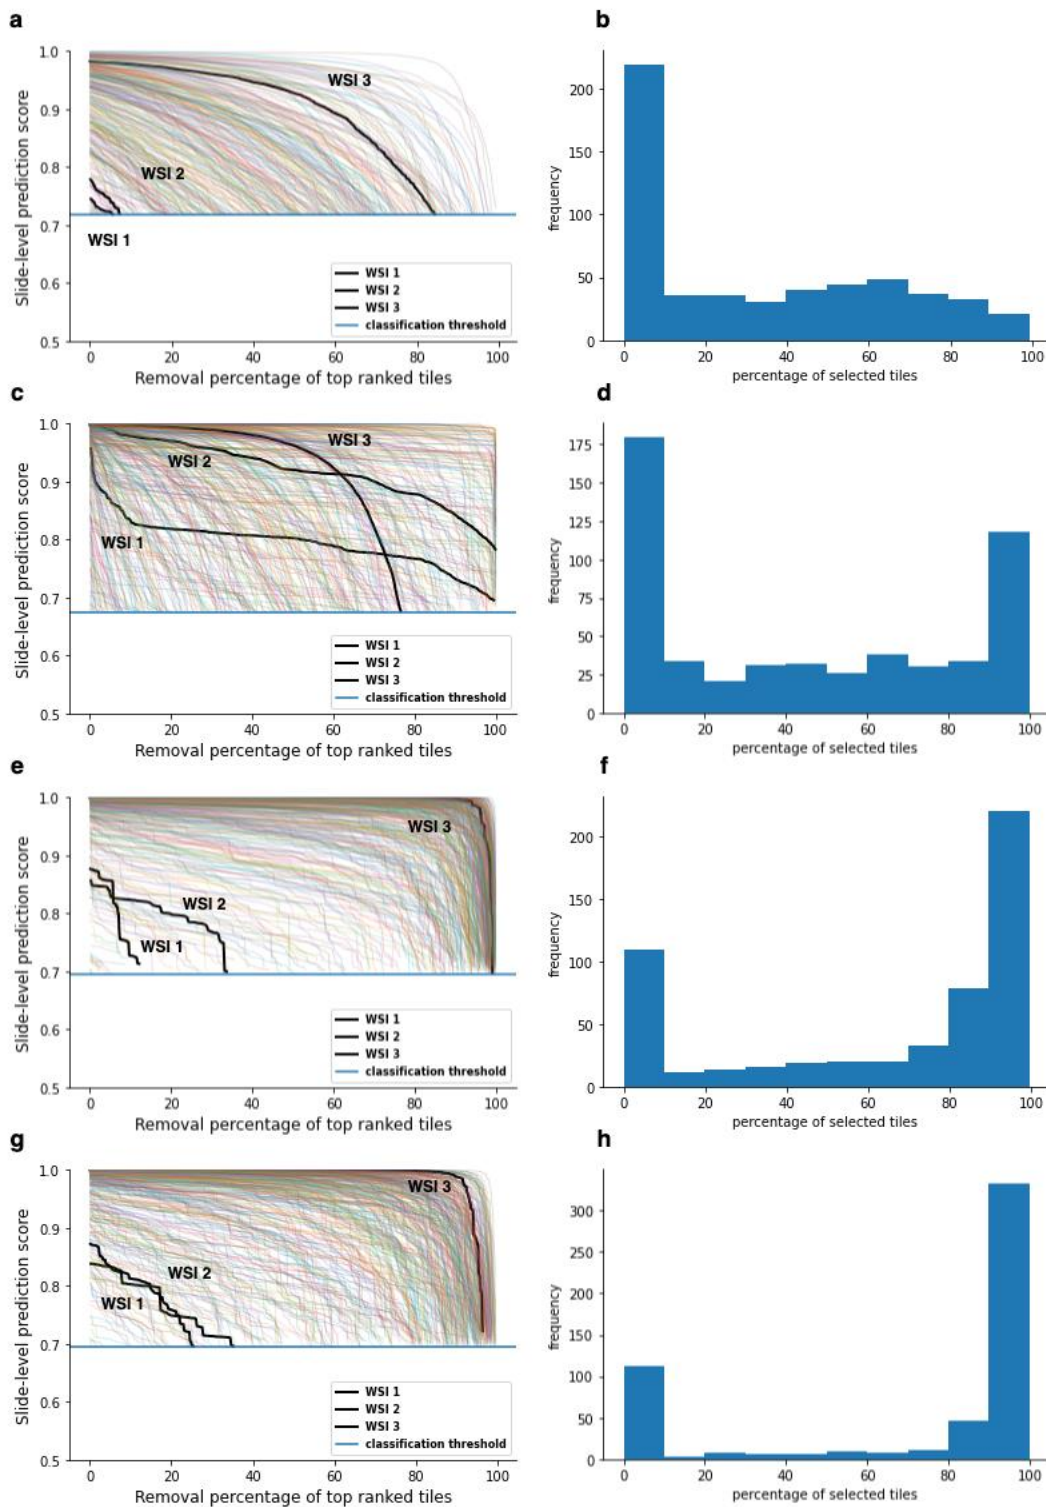 a
Slide-level prediction score
1.0
0.9
0.8
0.7
0.6
0.5
WSI 3
WSI 2
WSI 1
WSI 1
WSI 2
WSI 3
classification threshold
0 20 40 60 80 100
Removal percentage of top ranked tiles
b
frequency
200
150
100
50
0
0 20 40 60 80 100
percentage of selected tiles
c
Slide-level prediction score
1.0
0.9
0.8
0.7
0.6
0.5
WSI 3
WSI 2
WSI 1
WSI 1
WSI 2
WSI 3
classification threshold
0 20 40 60 80 100
Removal percentage of top ranked tiles
d
frequency
175
150
125
100
75
50
25
0
0 20 40 60 80 100
percentage of selected tiles
e
Slide-level prediction score
1.0
0.9
0.8
0.7
0.6
0.5
WSI 3
WSI 2
WSI 1
WSI 1
WSI 2
WSI 3
classification threshold
0 20 40 60 80 100
Removal percentage of top ranked tiles
f
frequency
200
150
100
50
0
0 20 40 60 80 100
percentage of selected tiles
g
Slide-level prediction score
1.0
0.9
0.8
0.7
0.6
0.5
WSI 3
WSI 2
WSI 1
WSI 1
WSI 2
WSI 3
classification threshold
0 20 40 60 80 100
Removal percentage of top ranked tiles
h
frequency
300
250
200
150
100
50
0
0 20 40 60 80 100
percentage of selected tiles